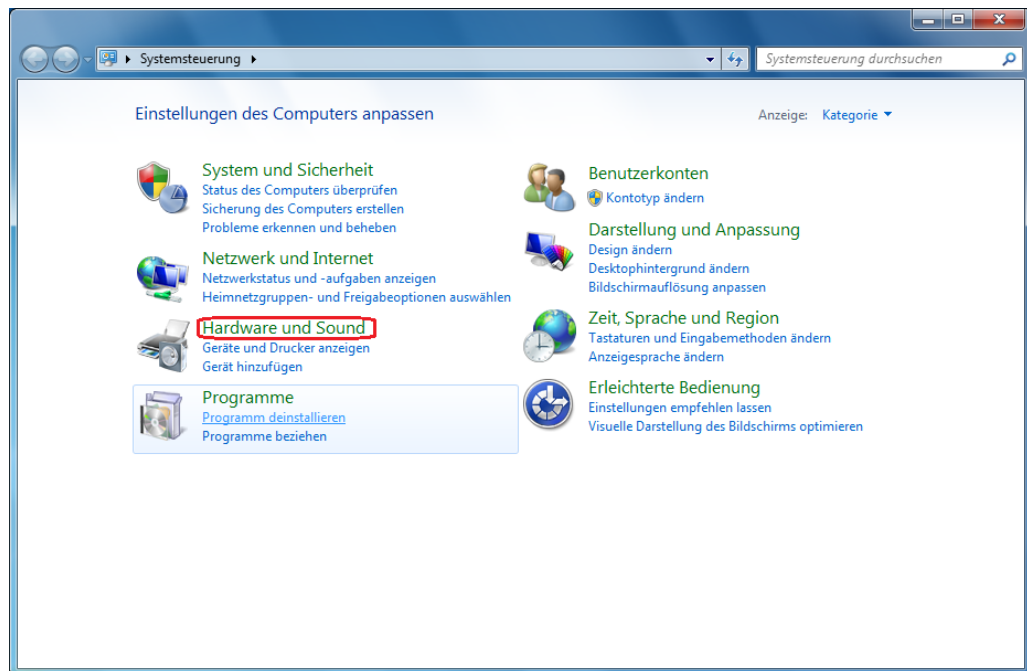 Systemsteuerung
Systemsteuerung durchsuchen
Einstellungen des Computers anpassen
Anzeige: Kategorie
System und Sicherheit
Status des Computers überprüfen
Sicherung des Computers erstellen
Probleme erkennen und beheben
Netzwerk und Internet
Netzwerkstatus und -aufgaben anzeigen
Heimnetzgruppen- und Freigabeoptionen auswählen
Hardware und Sound
Geräte und Drucker anzeigen
Gerät hinzufügen
Programme
Programm deinstallieren
Programme beziehen
Benutzerkonten
Kontotyp ändern
Darstellung und Anpassung
Design ändern
Desktophintergrund ändern
Bildschirmauflösung anpassen
Zeit, Sprache und Region
Tastaturen und Eingabemethoden ändern
Anzeigesprache ändern
Erleichterte Bedienung
Einstellungen empfehlen lassen
Visuelle Darstellung des Bildschirms optimieren